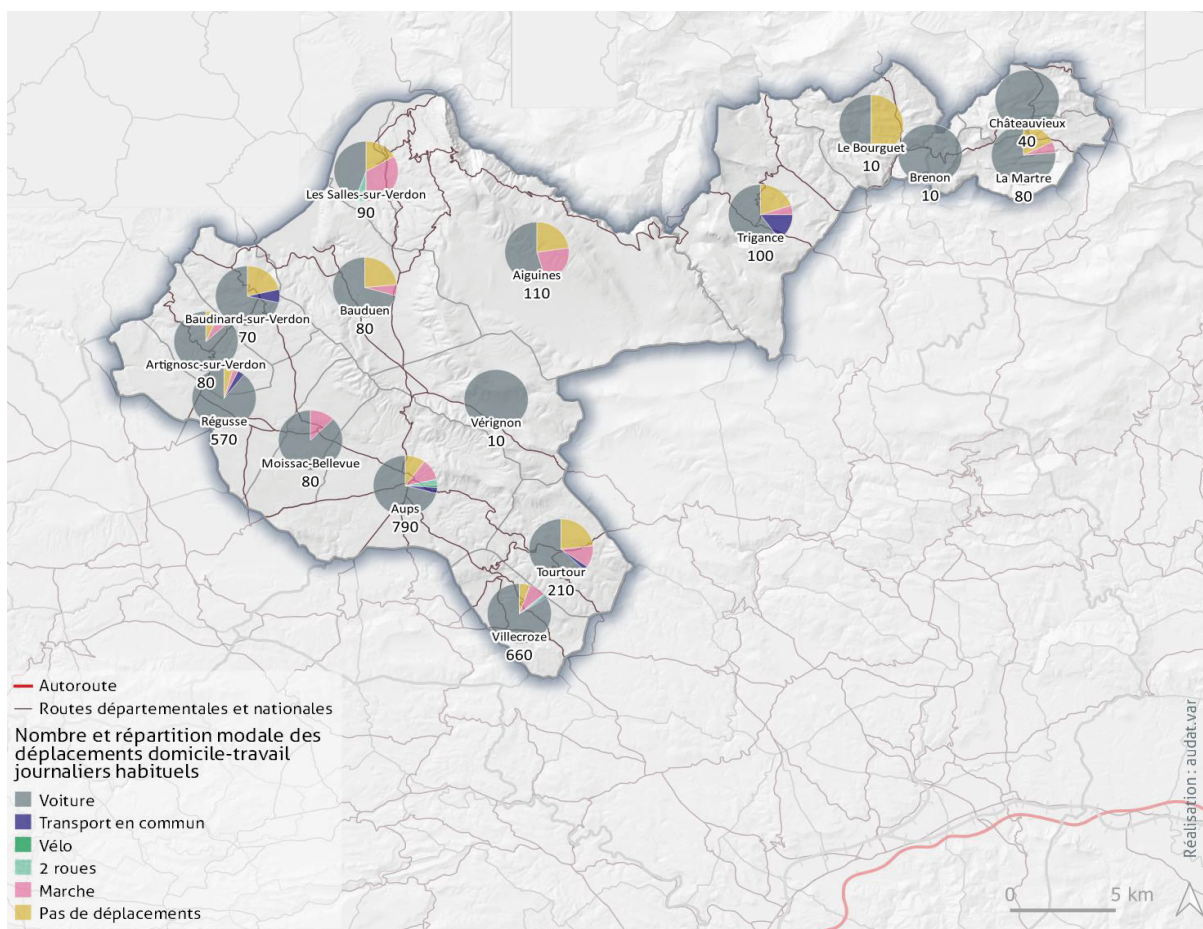 Châteauvieux
40
Le Bourguet
10
Brenon
10
La Martre
80
Les Salles-sur-Verdon
90
Trigance
100
Aiguines
110
Bauduen
80
Baudinard-sur-Verdon
70
Artignosc-sur-Verdon
80
Régusse
570
Vérignon
10
Moissac-Bellevue
80
Aups
790
Tourtour
210
Villecroze
660
Autoroute
Routes départementales et nationales
Nombre et répartition modale des
déplacements domicile-travail
journaliers habituels
Voiture
Transport en commun
Vélo
2 roues
Marche
Pas de déplacements
0 5 km
Réalisation : audat.var